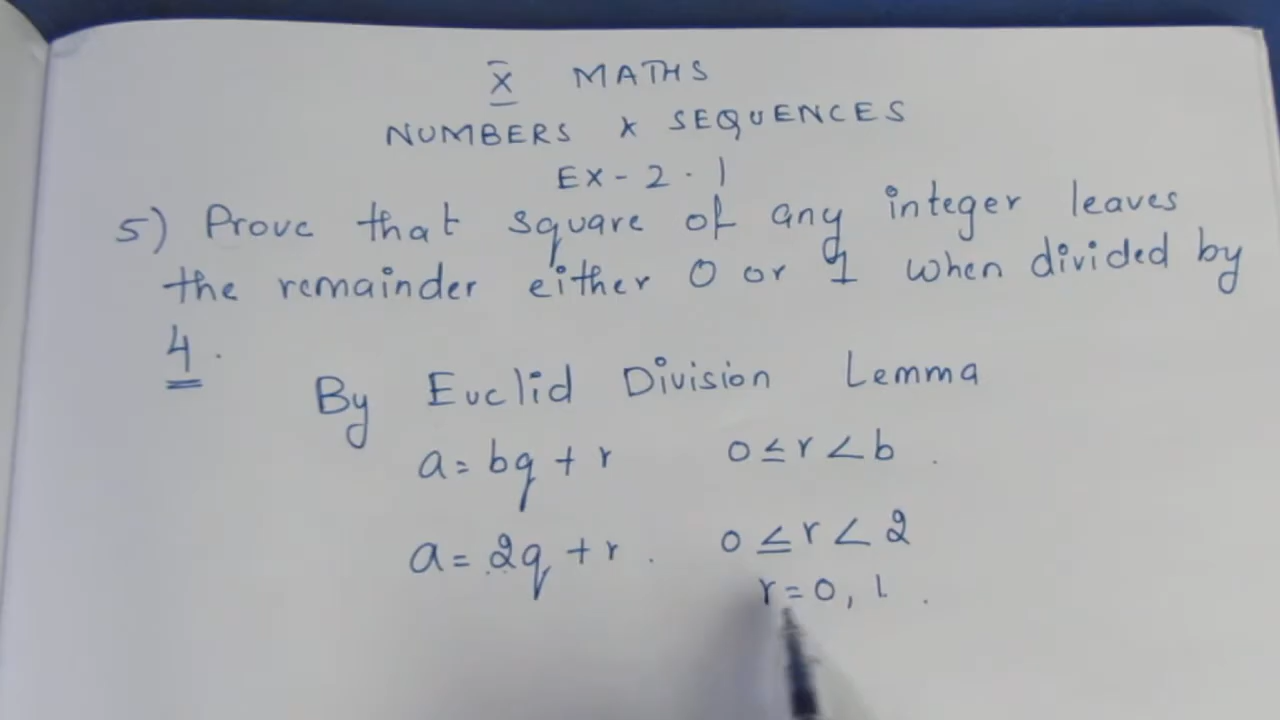 X MATHS
NUMBERS & SEQUENCES
EX - 2.1
5) Prove that square of any integer leaves
the remainder either 0 or 1 when divided by
4.
By Euclid Division Lemma
a = bq + r 0 ≤ r < b.
a = 2q + r. 0 ≤ r < 2
r = 0, 1.